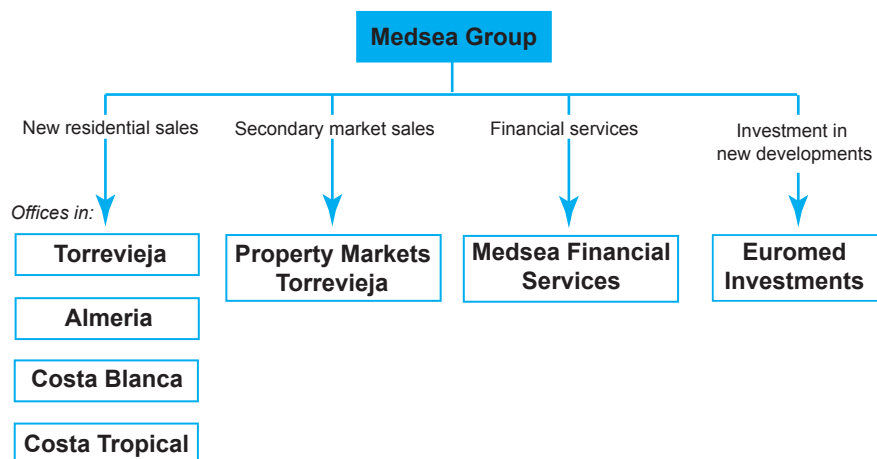 Medsea Group
New residential sales
Secondary market sales
Financial services
Investment in
new developments
Offices in:
Torrevieja
Almeria
Costa Blanca
Costa Tropical
Property Markets
Torrevieja
Medsea Financial
Services
Euromed
Investments